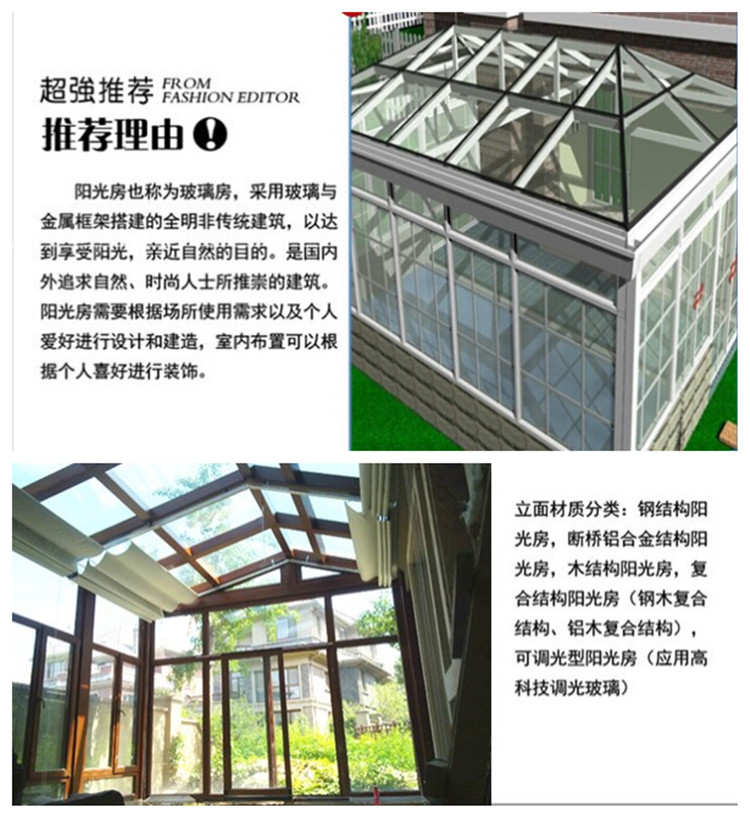 超強推荐 FROM
FASHION EDITOR
推荐理由!
阳光房也称为玻璃房，采用玻璃与
金属框架搭建的全明非传统建筑，以达
到享受阳光，亲近自然的目的。是国内
外追求自然、时尚人士所推崇的建筑。
阳光房需要根据场所使用需求以及个人
爱好进行设计和建造，室内布置可以根
据个人喜好进行装饰。
立面材质分类：钢结构阳
光房，断桥铝合金结构阳
光房，木结构阳光房，复
合结构阳光房（钢木复合
结构、铝木复合结构），
可调光型阳光房（应用高
科技调光玻璃）